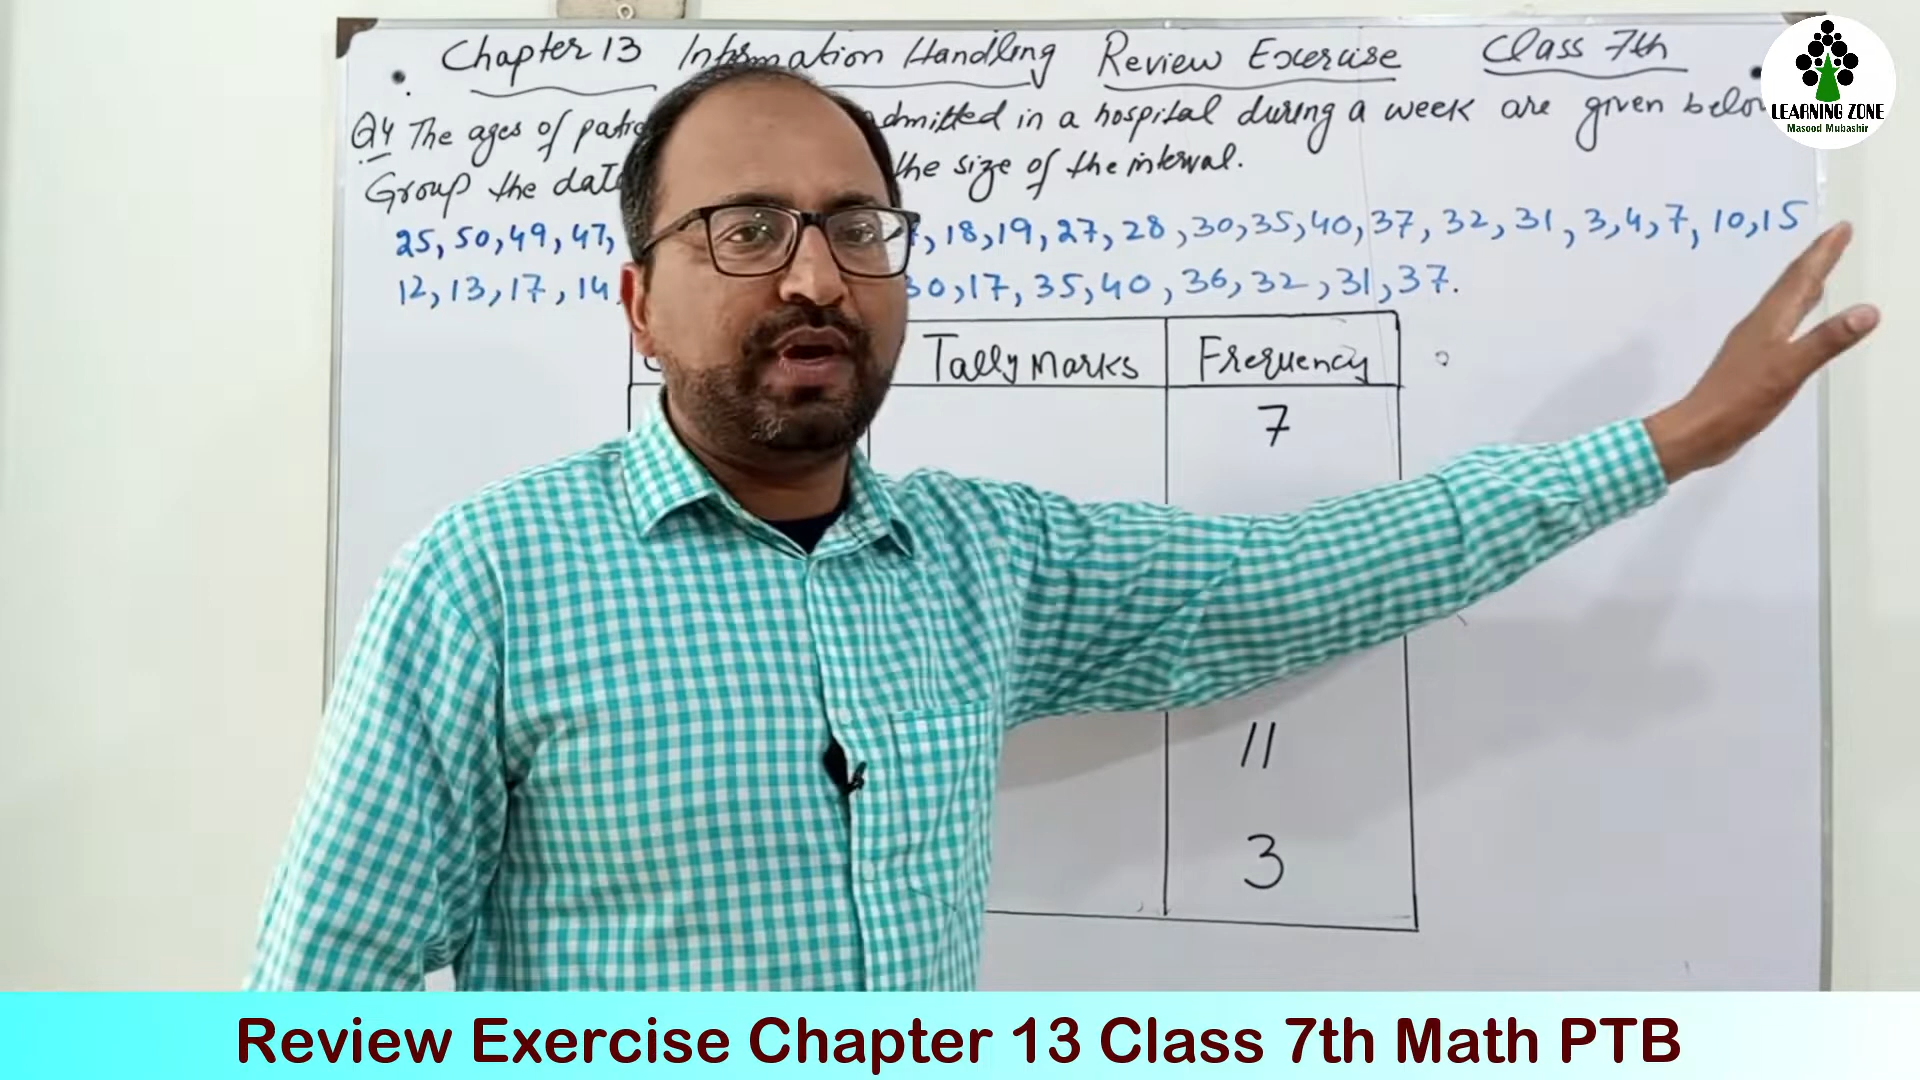 Chapter 13 Information Handling Review Exercise Class 7th
LEARNING ZONE
Masood Mubashir
Q4 The ages of admitted in a hospital during a week are given
Group the the size of the interval.
25, 50, 49, 47, , 18, 19, 27, 28, 30, 35, 40, 37, 32, 31, 3, 4, 7, 10, 15
12, 13, 17, 14 30, 17, 35, 40, 36, 32, 31, 37.
Tally Marks Frequency
7
11
3
Review Exercise Chapter 13 Class 7th Math PTB